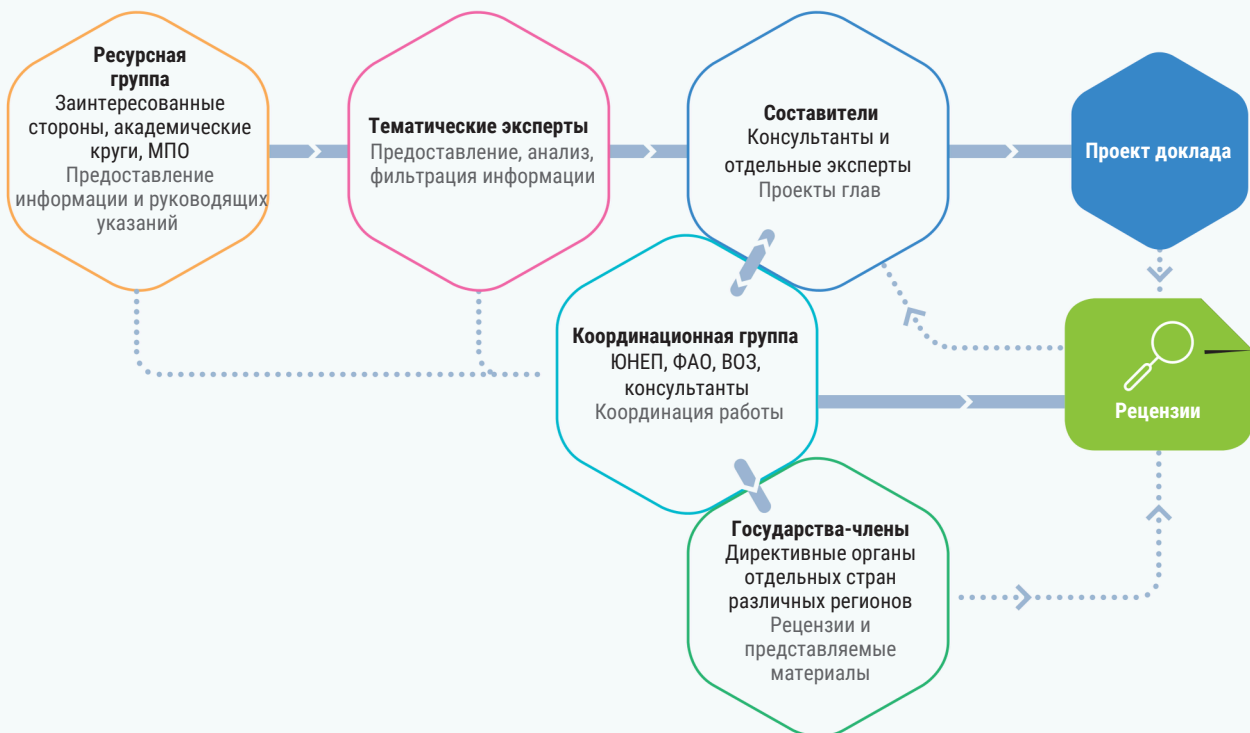 Ресурсная
группа
Заинтересованные
стороны, академические
круги, МПО
Предоставление
информации и руководящих
указаний
Тематические эксперты
Предоставление, анализ,
фильтрация информации
Составители
Консультанты и
отдельные эксперты
Проекты глав
Проект доклада
Координационная группа
ЮНЕП, ФАО, ВОЗ,
консультанты
Координация работы
Рецензии
Государства-члены
Директивные органы
отдельных стран
различных регионов
Рецензии и
представляемые
материалы